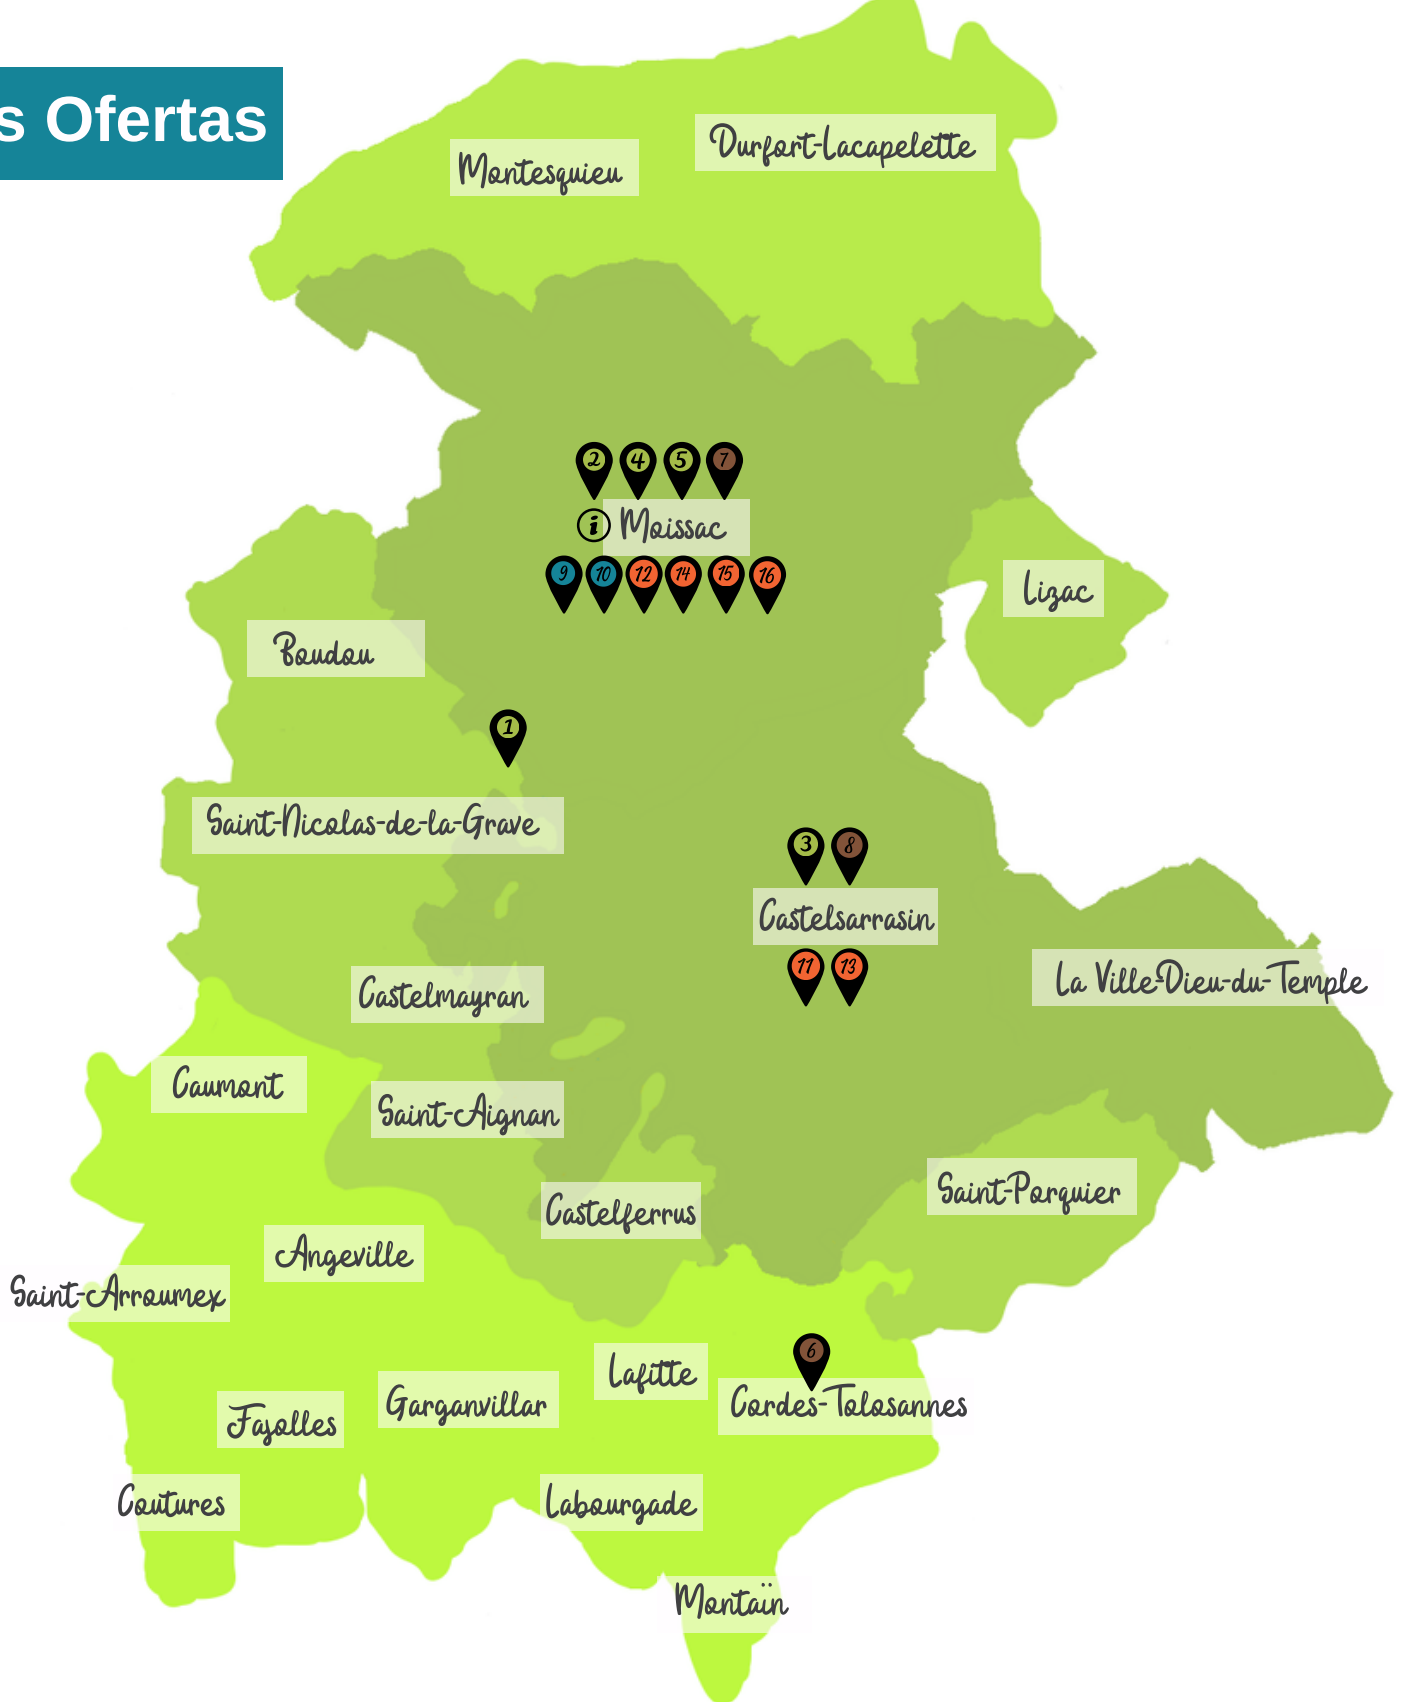 s Ofertas
Durfort-Lacapelette
Montesquieu
2 4 5 7
i Moissac
9 10 12 14 15 16
Lizac
Boudou
1
Saint-Nicolas-de-la-Grave
3 8
Castelsarrasin
11 13
La Ville-Dieu-du-Temple
Castelmayran
Caumont
Saint-Aignan
Saint-Porquier
Castelferrus
Angeville
Saint-Arroumex
6
Lafitte
Cordes-Tolosannes
Garganvillar
Fajolles
Coutures
Labourgade
Montaïn